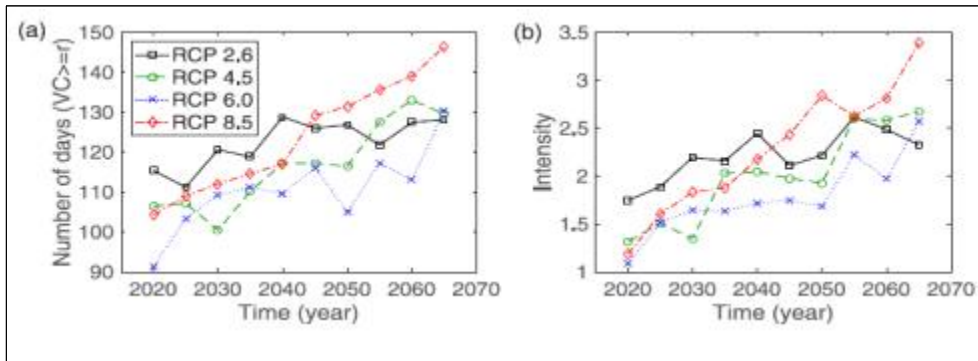 (a)
150
140
130
120
110
100
90
Number of days (VC>=r)
RCP 2.6
RCP 4.5
RCP 6.0
RCP 8.5
2020 2030 2040 2050 2060 2070
Time (year)
(b)
3.5
3
2.5
2
1.5
1
Intensity
2020 2030 2040 2050 2060 2070
Time (year)